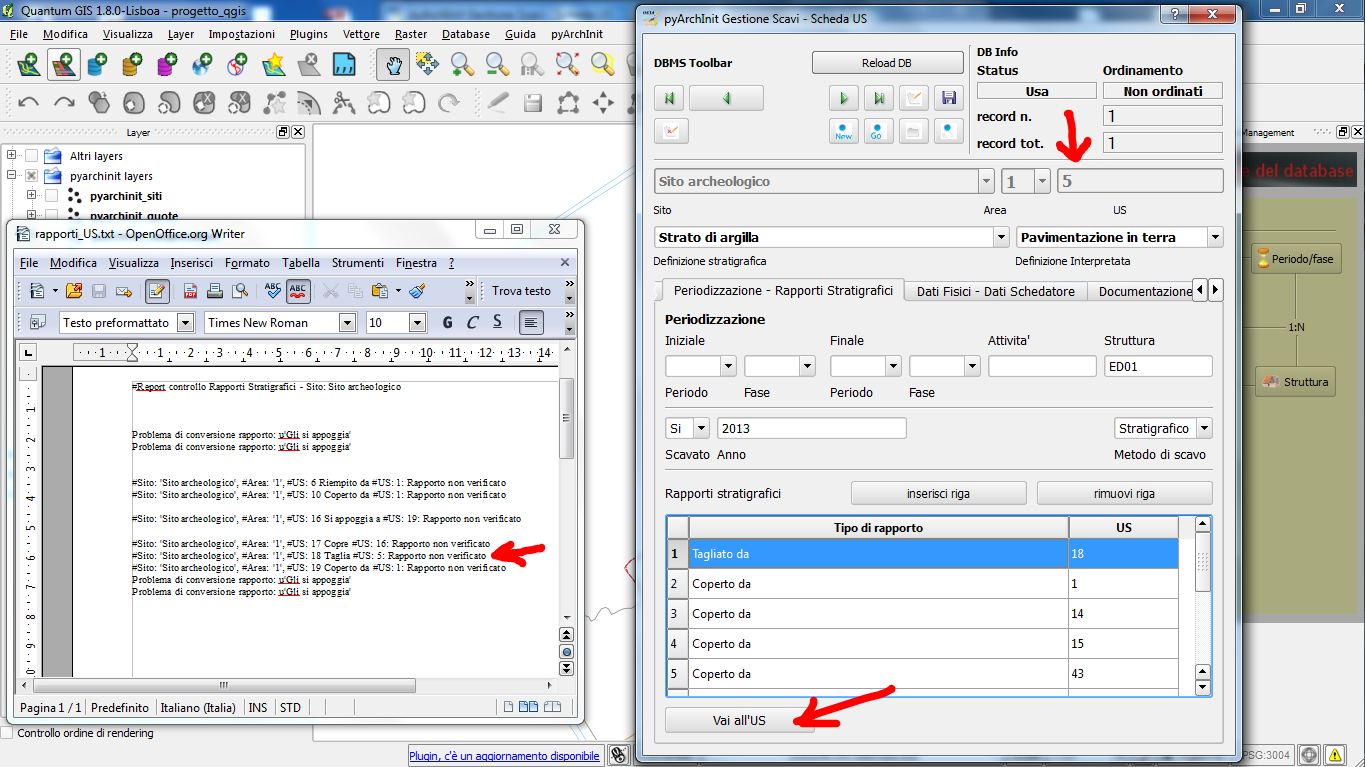 Quantum GIS 1.8.0-Lisboa - progetto_qgis
File Modifica Visualizza Layer Impostazioni Plugins Vettore Raster Database Guida pyArchInit
Layer
Altri layers
pyarchinit layers
pyarchinit_siti
pyarchinit_quote
rapporti_US.txt - OpenOffice.org Writer
File Modifica Visualizza Inserisci Formato Tabella Strumenti Finestra ?
Trova testo
Testo preformattato Times New Roman 10 G C S
1 1 2 3 4 5 6 7 8 9 10 11 12 13 14
#Report controllo Rapporti Stratigrafici - Sito: Sito archeologico
Problema di conversione rapporto: u'Gli si appoggia'
Problema di conversione rapporto: u'Gli si appoggia'
#Sito: 'Sito archeologico', #Area: '1', #US: 6 Riempito da #US: 1: Rapporto non verificato
#Sito: 'Sito archeologico', #Area: '1', #US: 10 Coperto da #US: 1: Rapporto non verificato
#Sito: 'Sito archeologico', #Area: '1', #US: 16 Si appoggia a #US: 19: Rapporto non verificato
#Sito: 'Sito archeologico', #Area: '1', #US: 17 Copre #US: 16: Rapporto non verificato
#Sito: 'Sito archeologico', #Area: '1', #US: 18 Taglia #US: 5: Rapporto non verificato
#Sito: 'Sito archeologico', #Area: '1', #US: 19 Coperto da #US: 1: Rapporto non verificato
Problema di conversione rapporto: u'Gli si appoggia'
Problema di conversione rapporto: u'Gli si appoggia'
Pagina 1 / 1 Predefinito Italiano (Italia) INS STD
Controllo ordine di rendering
Plugin, c'è un aggiornamento disponibile
pyArchInit Gestione Scavi - Scheda US
DBMS Toolbar
Reload DB
New
Go
DB Info
Status Ordinamento
Usa Non ordinati
record n. 1
record tot. 1
Sito archeologico 1 5
Sito Area US
Strato di argilla Pavimentazione in terra
Definizione stratigrafica Definizione Interpretata
Periodizzazione - Rapporti Stratigrafici Dati Fisici - Dati Schedatore Documentazione
Periodizzazione
Iniziale Finale Attivita' Struttura
ED01
Periodo Fase Periodo Fase
Si 2013 Stratigrafico
Scavato Anno Metodo di scavo
Rapporti stratigrafici inserisci riga rimuovi riga
Tipo di rapporto US
1 Tagliato da 18
2 Coperto da 1
3 Coperto da 14
4 Coperto da 15
5 Coperto da 43
Vai all'US
Management
e del database
Periodo/fase
1:N
Struttura
PSG:3004